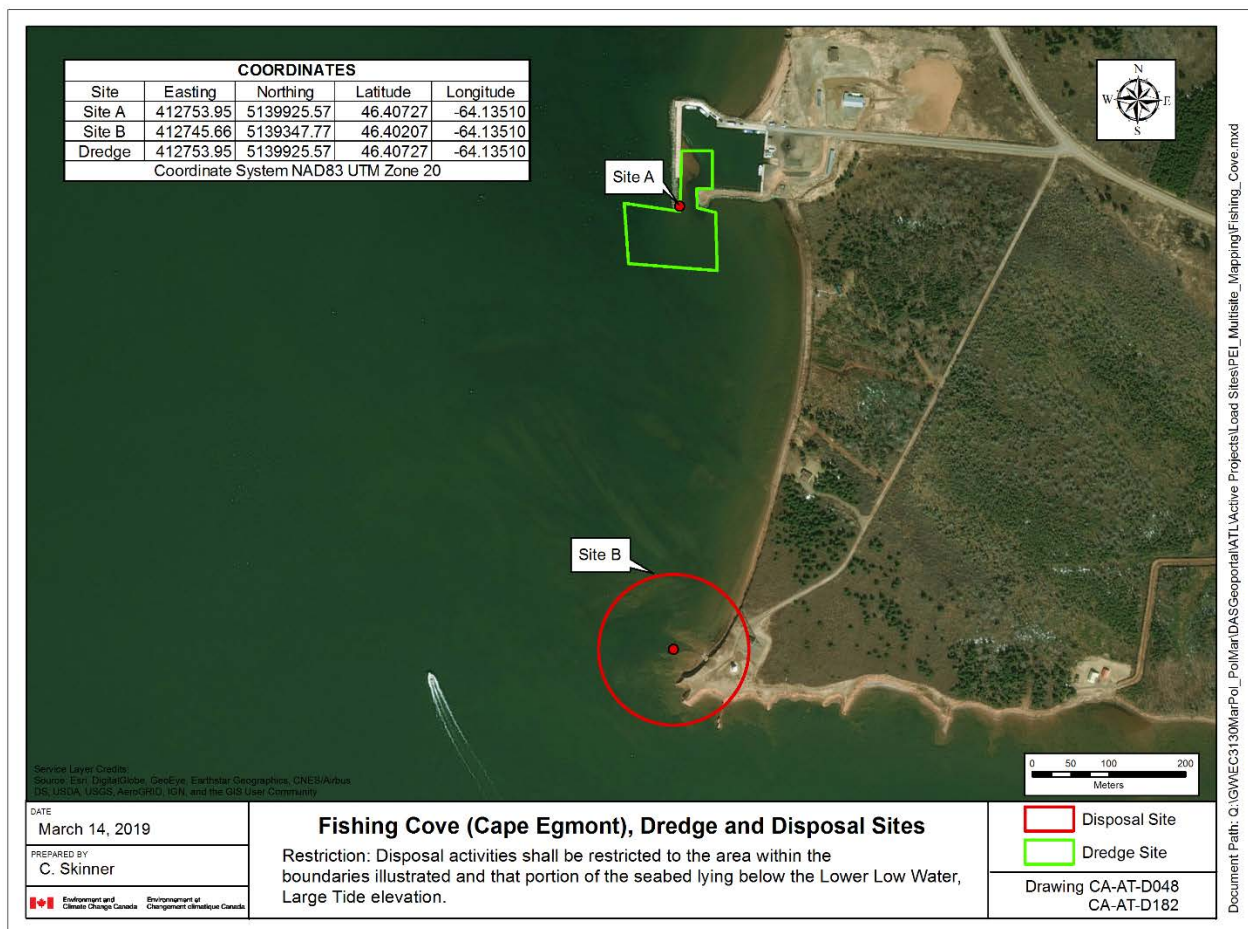 COORDINATES
Site Easting Northing Latitude Longitude
Site A 412753.95 5139925.57 46.40727 -64.13510
Site B 412745.66 5139347.77 46.40207 -64.13510
Dredge 412753.95 5139925.57 46.40727 -64.13510
Coordinate System NAD83 UTM Zone 20
N
W E
S
Site A
Site B
Service Layer Credits:
Source: Esri, DigitalGlobe, GeoEye, Earthstar Geographics, CNES/Airbus
DS, USDA, USGS, AeroGRID, IGN, and the GIS User Community
0 50 100 200
Meters
DATE
March 14, 2019
PREPARED BY
C. Skinner
Environment and
Climate Change Canada
Environnement et
Changement climatique Canada
Fishing Cove (Cape Egmont), Dredge and Disposal Sites
Restriction: Disposal activities shall be restricted to the area within the
boundaries illustrated and that portion of the seabed lying below the Lower Low Water,
Large Tide elevation.
Disposal Site
Dredge Site
Drawing CA-AT-D048
CA-AT-D182
Document Path: Q:\GW\EC3130MarPol_PolMar\DASGeoportal\ATL\Active Projects\Load Sites\PEI_Multisite_Mapping\Fishing_Cove.mxd